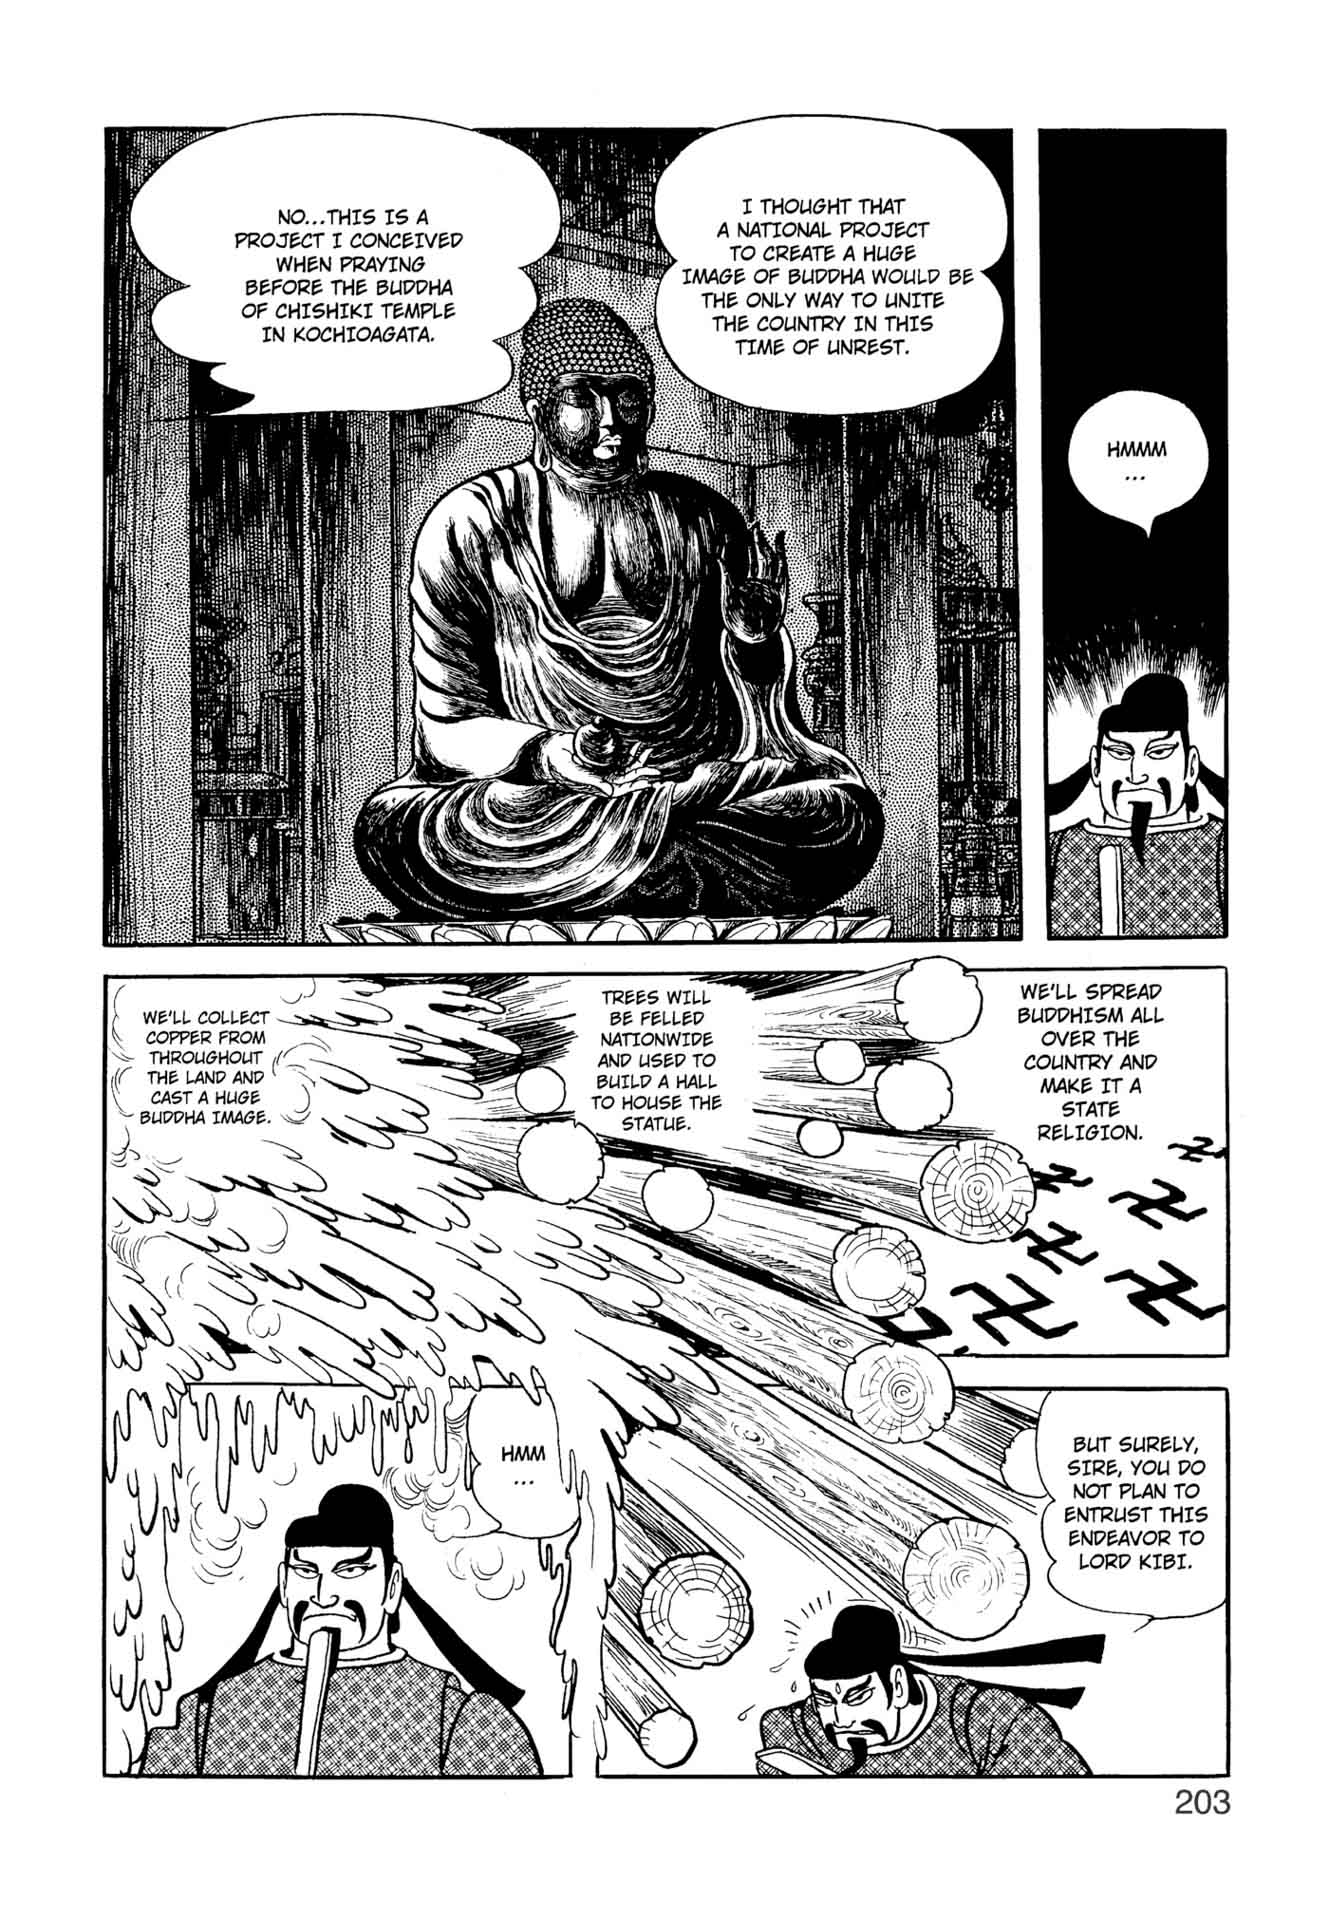 HMMM
...
I THOUGHT THAT
A NATIONAL PROJECT
TO CREATE A HUGE
IMAGE OF BUDDHA WOULD BE
THE ONLY WAY TO UNITE
THE COUNTRY IN THIS
TIME OF UNREST.
NO...THIS IS A
PROJECT I CONCEIVED
WHEN PRAYING
BEFORE THE BUDDHA
OF CHISHIKI TEMPLE
IN KOCHIOAGATA.
WE'LL SPREAD
BUDDHISM ALL
OVER THE
COUNTRY AND
MAKE IT A
STATE
RELIGION.
TREES WILL
BE FELLED
NATIONWIDE
AND USED TO
BUILD A HALL
TO HOUSE THE
STATUE.
WE'LL COLLECT
COPPER FROM
THROUGHOUT
THE LAND AND
CAST A HUGE
BUDDHA IMAGE.
BUT SURELY,
SIRE, YOU DO
NOT PLAN TO
ENTRUST THIS
ENDEAVOR TO
LORD KIBI.
HMM
...
203